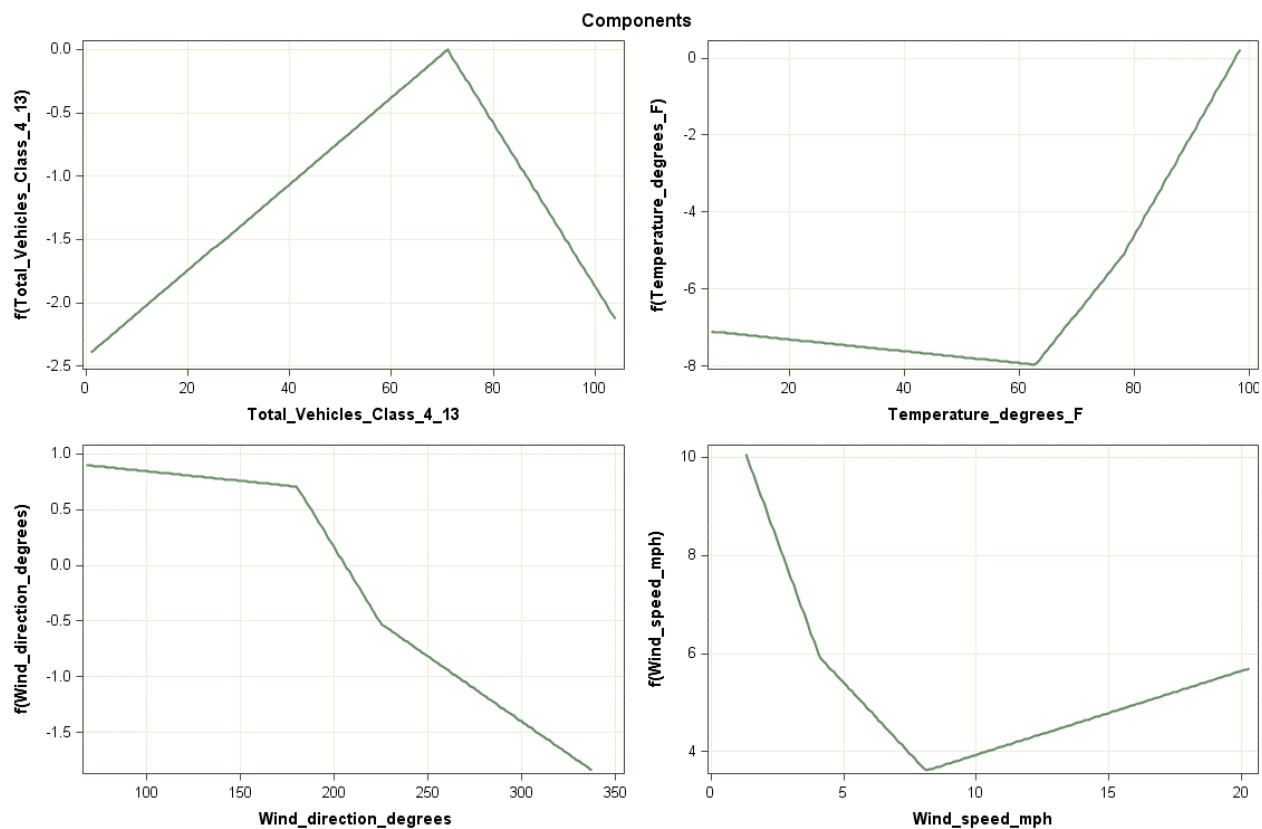 Components
f(Total_Vehicles_Class_4_13)
0.0
-0.5
-1.0
-1.5
-2.0
-2.5
0 20 40 60 80 100
Total_Vehicles_Class_4_13
f(Temperature_degrees_F)
0
-2
-4
-6
-8
20 40 60 80 100
Temperature_degrees_F
f(Wind_direction_degrees)
1.0
0.5
0.0
-0.5
-1.0
-1.5
100 150 200 250 300 350
Wind_direction_degrees
f(Wind_speed_mph)
10
8
6
4
0 5 10 15 20
Wind_speed_mph